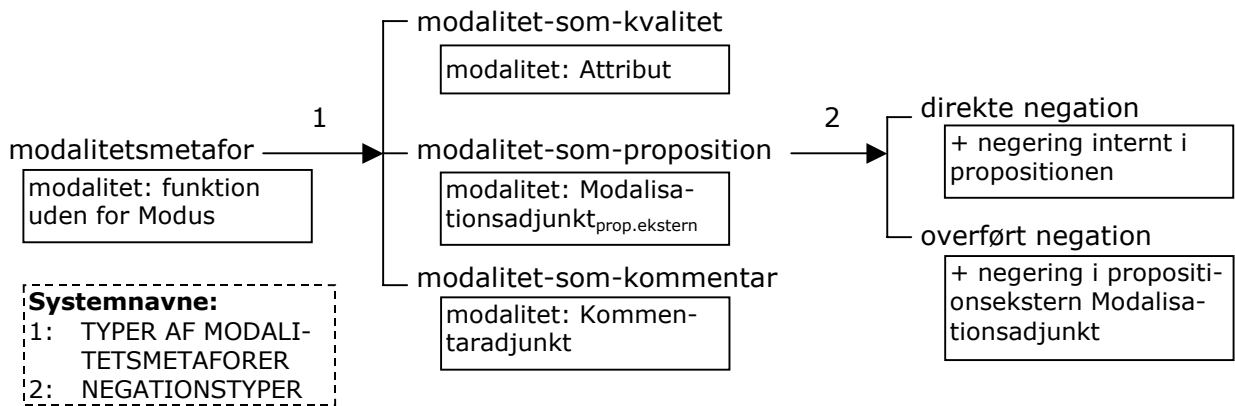 modalitetsmetafor
modalitet: funktion
uden for Modus
1
modalitet-som-kvalitet
modalitet: Attribut
modalitet-som-proposition
modalitet: Modalisa-
tionsadjunkt prop.ekstern
modalitet-som-kommentar
modalitet: Kommen-
taradjunkt
2
direkte negation
+ negering internt i
propositionen
overført negation
+ negering i propositi-
onsekstern Modalisa-
tionsadjunkt
Systemnavne:
1: TYPER AF MODALI-
TETSMETAFORER
2: NEGATIONSTYPER